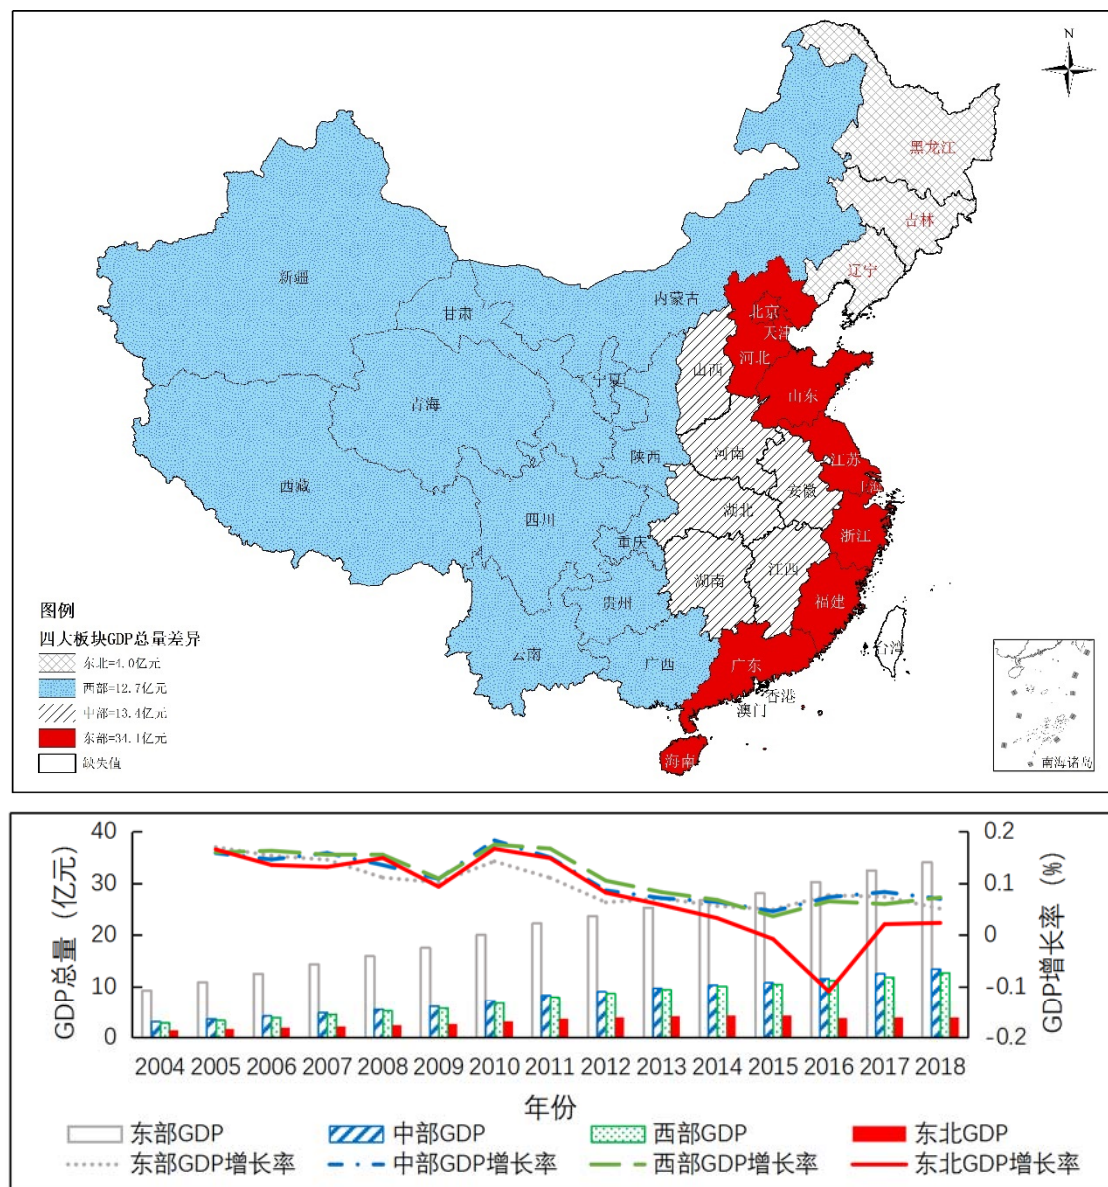 N
黑龙江
吉林
辽宁
新疆
内蒙古
北京
甘肃
天津
河北
山西
宁夏
山东
青海
河南
陕西
江苏
西藏
安徽
上海
四川
湖北
浙江
重庆
江西
湖南
贵州
福建
云南
广西
广东
台湾
香港
澳门
海南
图例
四大板块GDP总量差异
东北=4.0亿元
西部=12.7亿元
中部=13.4亿元
东部=34.1亿元
缺失值
南海诸岛
GDP总量（亿元）
40
30
20
10
0
GDP增长率（%）
0.2
0.1
0
-0.1
-0.2
2004 2005 2006 2007 2008 2009 2010 2011 2012 2013 2014 2015 2016 2017 2018
年份
东部GDP 中部GDP 西部GDP 东北GDP
东部GDP增长率 中部GDP增长率 西部GDP增长率 东北GDP增长率